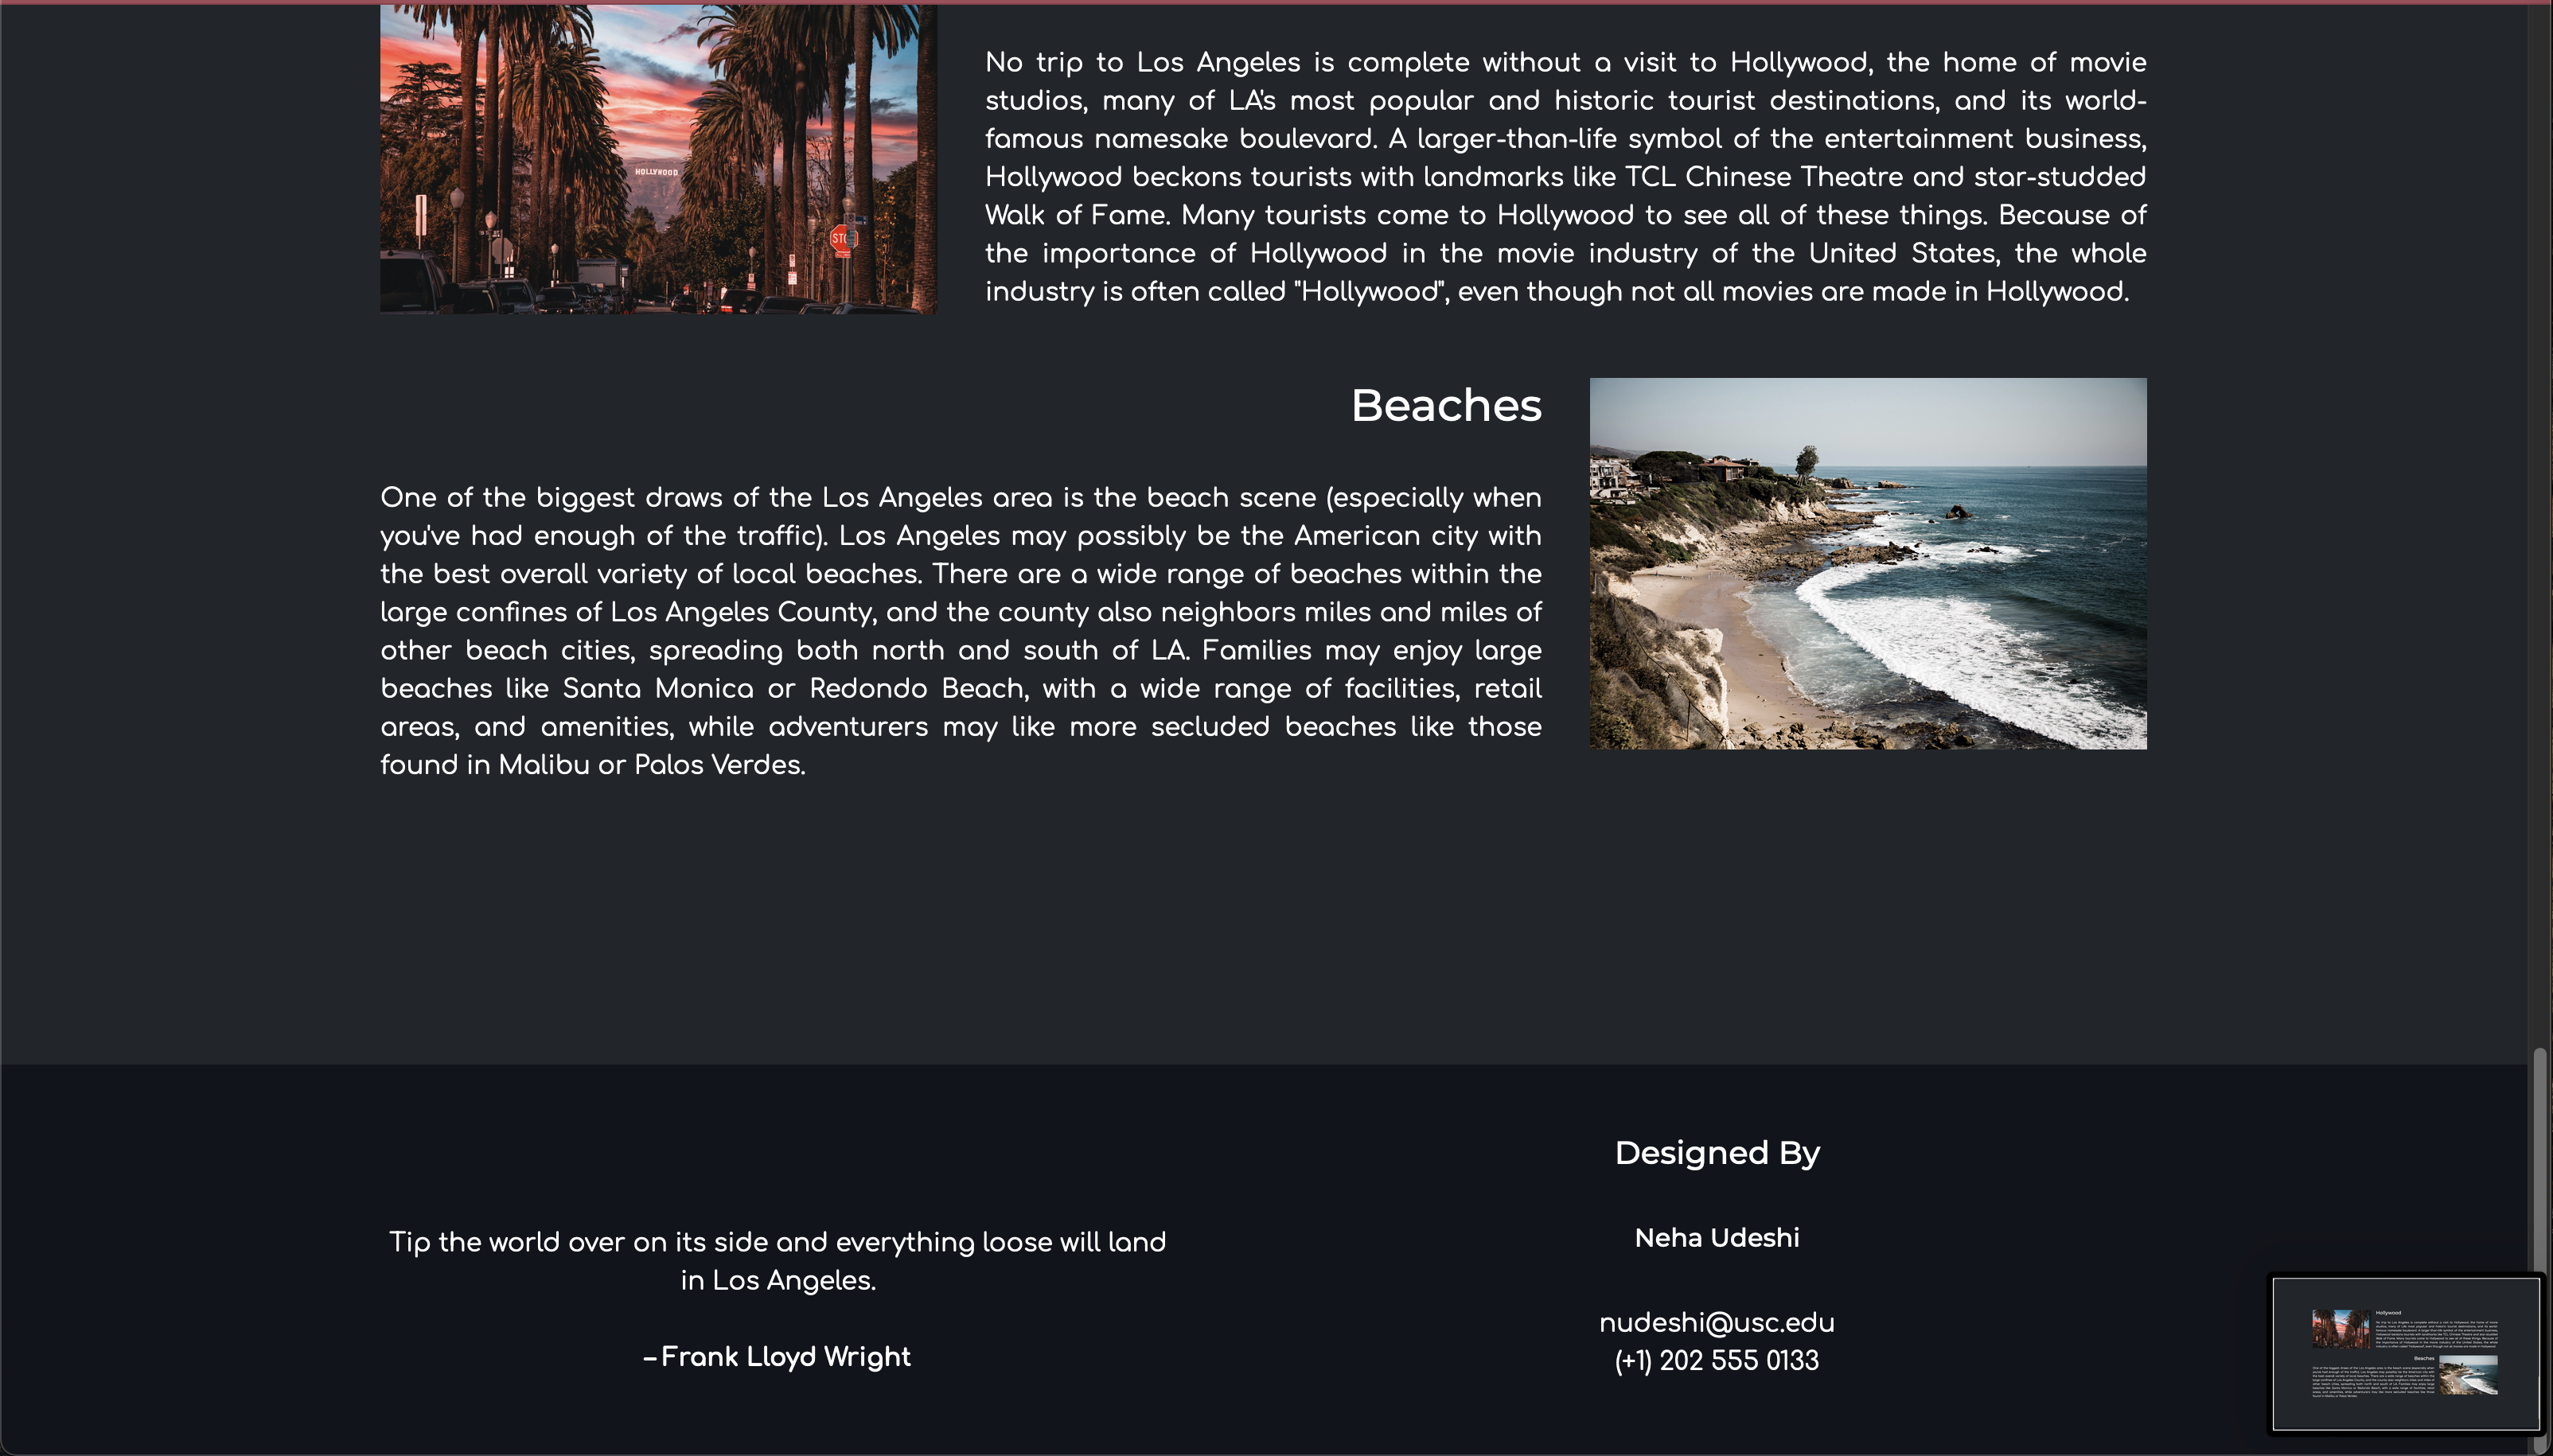 HOLLYWOOD
No trip to Los Angeles is complete without a visit to Hollywood, the home of movie
studios, many of LA's most popular and historic tourist destinations, and its world-
famous namesake boulevard. A larger-than-life symbol of the entertainment business,
Hollywood beckons tourists with landmarks like TCL Chinese Theatre and star-studded
Walk of Fame. Many tourists come to Hollywood to see all of these things. Because of
the importance of Hollywood in the movie industry of the United States, the whole
industry is often called "Hollywood", even though not all movies are made in Hollywood.
Beaches
One of the biggest draws of the Los Angeles area is the beach scene (especially when
you've had enough of the traffic). Los Angeles may possibly be the American city with
the best overall variety of local beaches. There are a wide range of beaches within the
large confines of Los Angeles County, and the county also neighbors miles and miles of
other beach cities, spreading both north and south of LA. Families may enjoy large
beaches like Santa Monica or Redondo Beach, with a wide range of facilities, retail
areas, and amenities, while adventurers may like more secluded beaches like those
found in Malibu or Palos Verdes.
Tip the world over on its side and everything loose will land
in Los Angeles.
– Frank Lloyd Wright
Designed By
Neha Udeshi
nudeshi@usc.edu
(+1) 202 555 0133
Hollywood
Beaches